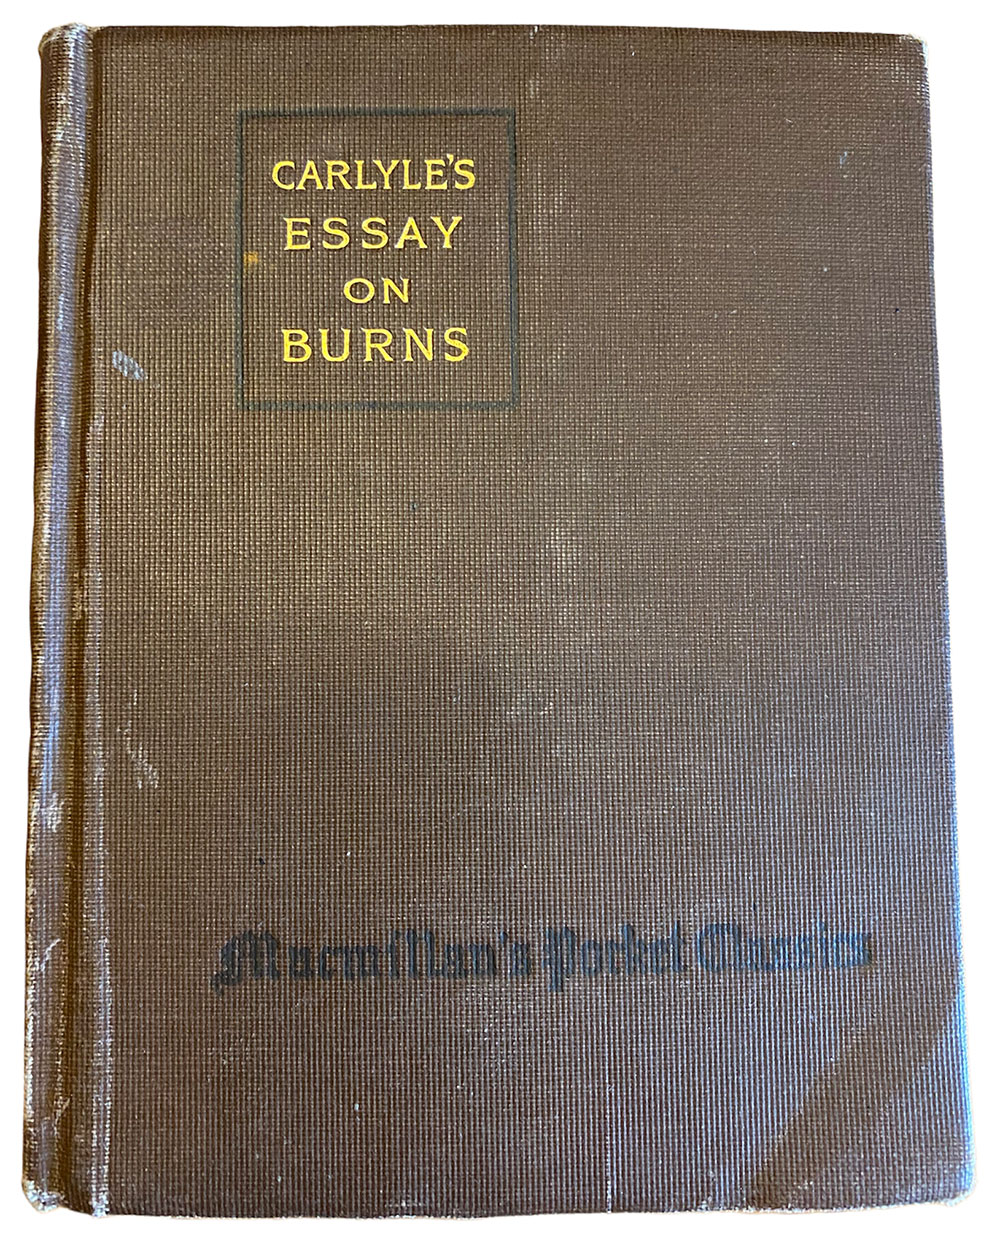 CARLYLE'S
ESSAY
ON
BURNS
Macmillan's Pocket Classics